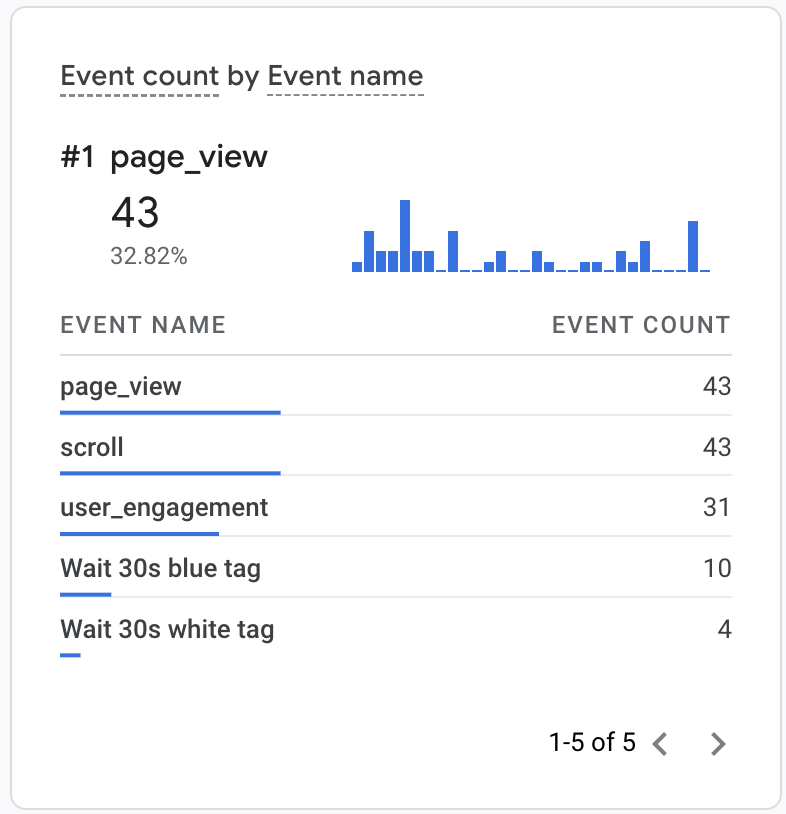 Event count by Event name
#1 page_view
43
32.82%
EVENT NAME EVENT COUNT
page_view 43
scroll 43
user_engagement 31
Wait 30s blue tag 10
Wait 30s white tag 4
1-5 of 5